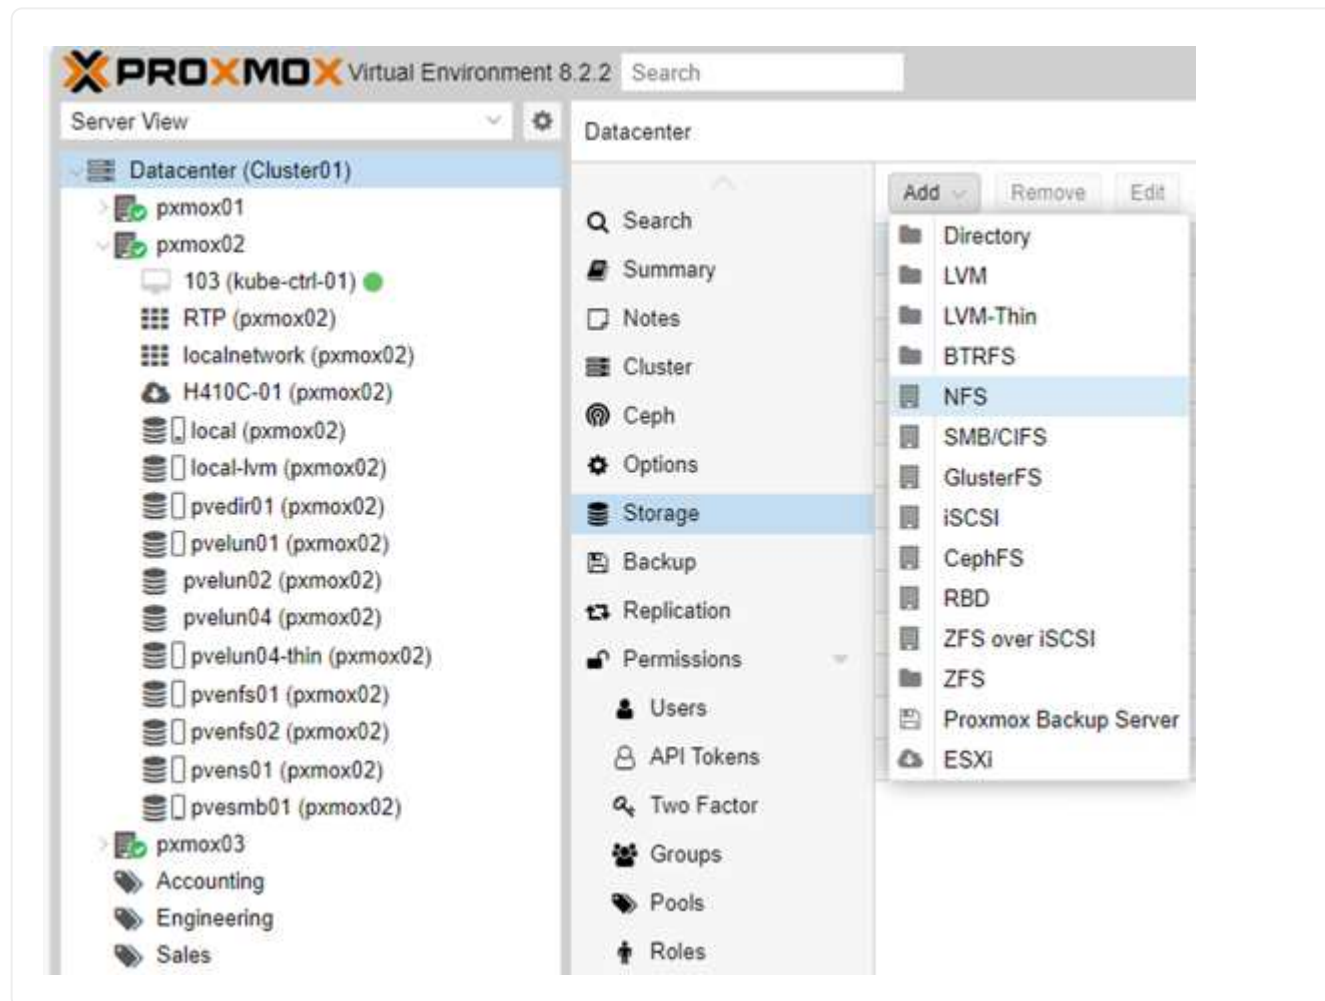 PROXMOX Virtual Environment 8.2.2 Search
Server View
Datacenter (Cluster01)
pxmox01
pxmox02
103 (kube-ctrl-01)
RTP (pxmox02)
localnetwork (pxmox02)
H410C-01 (pxmox02)
local (pxmox02)
local-lvm (pxmox02)
pvedir01 (pxmox02)
pvelun01 (pxmox02)
pvelun02 (pxmox02)
pvelun04 (pxmox02)
pvelun04-thin (pxmox02)
pvenfs01 (pxmox02)
pvenfs02 (pxmox02)
pvens01 (pxmox02)
pvesmb01 (pxmox02)
pxmox03
Accounting
Engineering
Sales
Datacenter
Search
Summary
Notes
Cluster
Ceph
Options
Storage
Backup
Replication
Permissions
Users
API Tokens
Two Factor
Groups
Pools
Roles
Add Remove Edit
Directory
LVM
LVM-Thin
BTRFS
NFS
SMB/CIFS
GlusterFS
iSCSI
CephFS
RBD
ZFS over iSCSI
ZFS
Proxmox Backup Server
ESXi